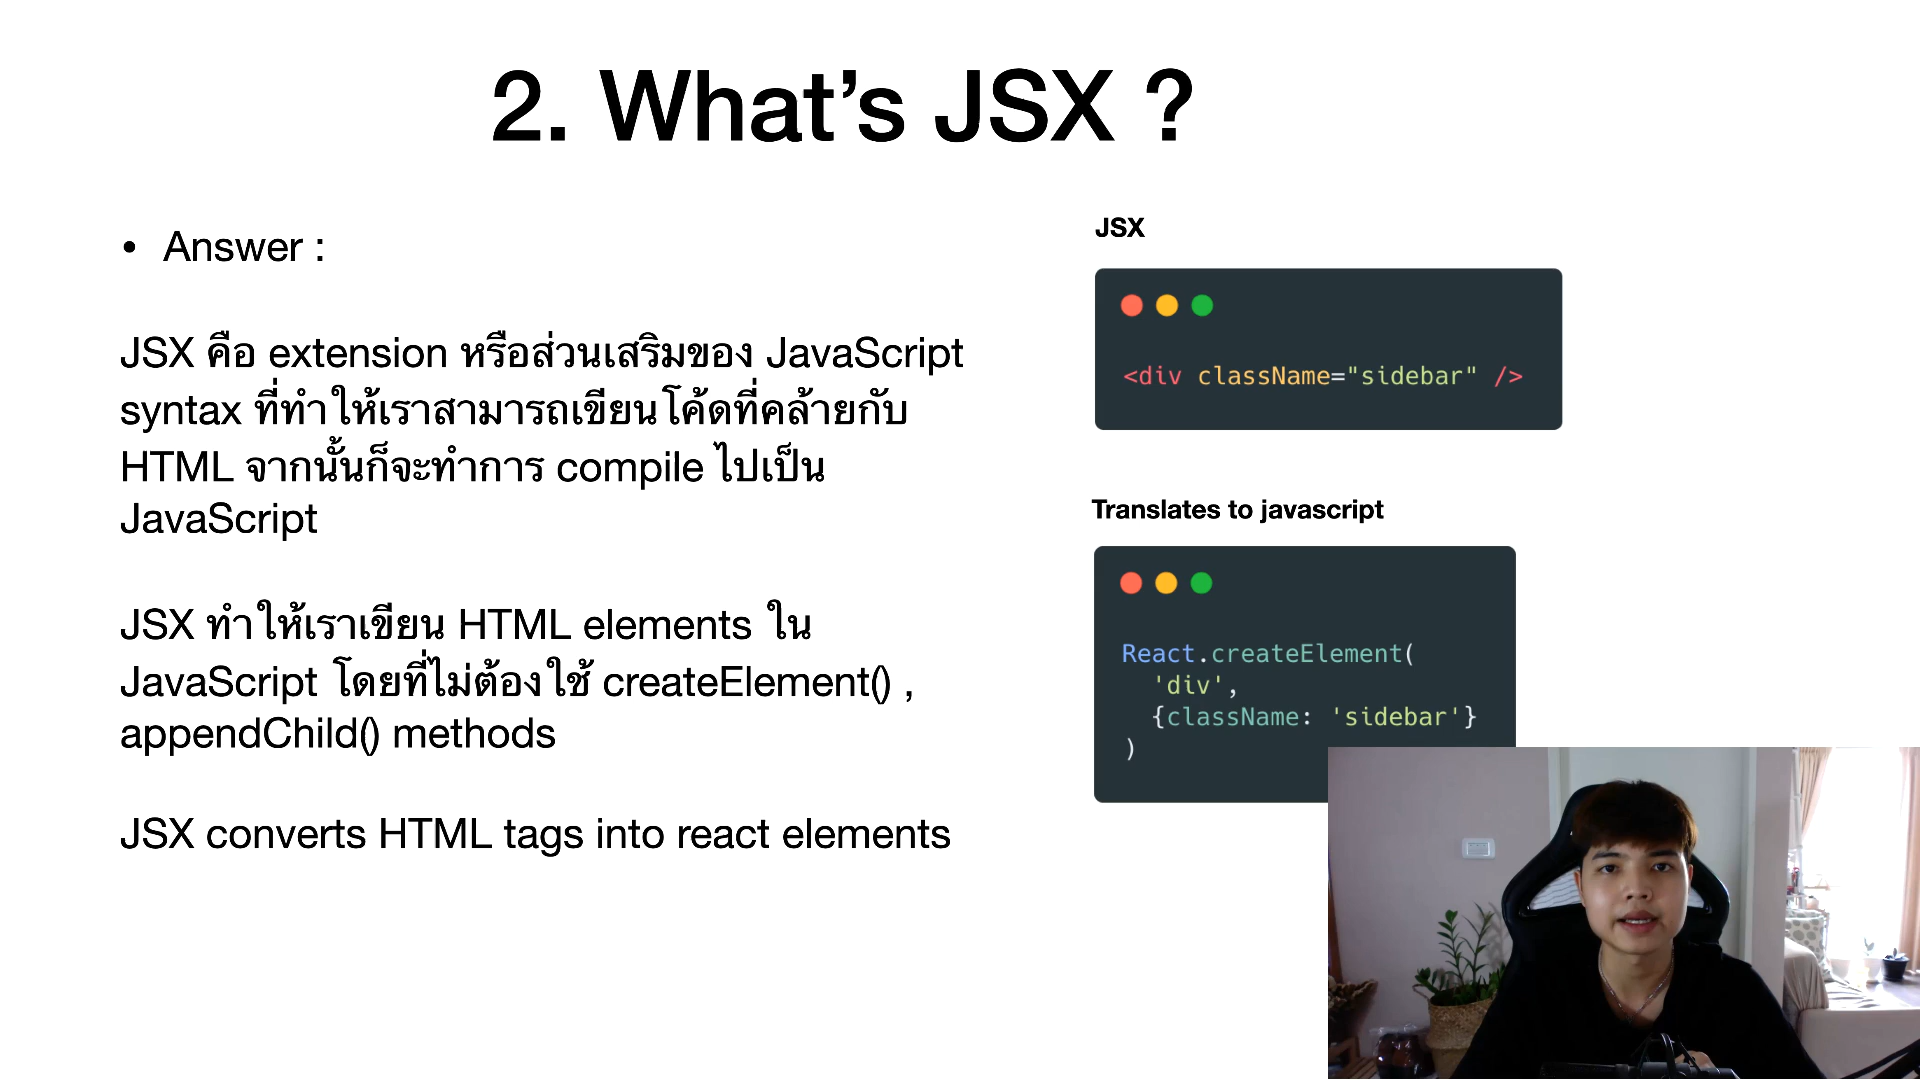 2. What’s JSX ?
• Answer :
JSX คือ extension หรือส่วนเสริมของ JavaScript
syntax ที่ทำให้เราสามารถเขียนโค้ดที่คล้ายกับ
HTML จากนั้นก็จะทำการ compile ไปเป็น
JavaScript
JSX ทำให้เราเขียน HTML elements ใน
JavaScript โดยที่ไม่ต้องใช้ createElement() ,
appendChild() methods
JSX converts HTML tags into react elements
JSX
<div className="sidebar" />
Translates to javascript
React.createElement(
'div',
{className: 'sidebar'}
)